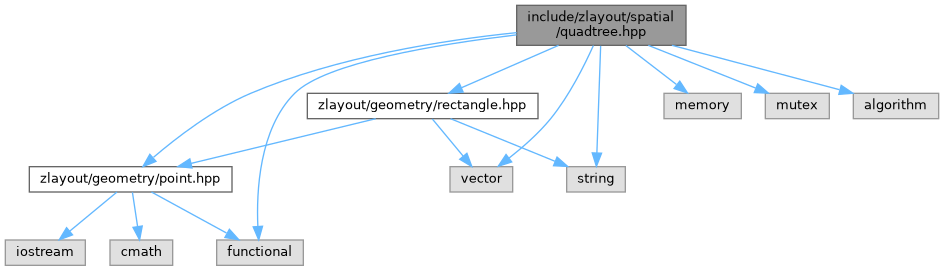 include/zlayout/spatial
/quadtree.hpp
zlayout/geometry/rectangle.hpp
memory
mutex
algorithm
zlayout/geometry/point.hpp
vector
string
iostream
cmath
functional